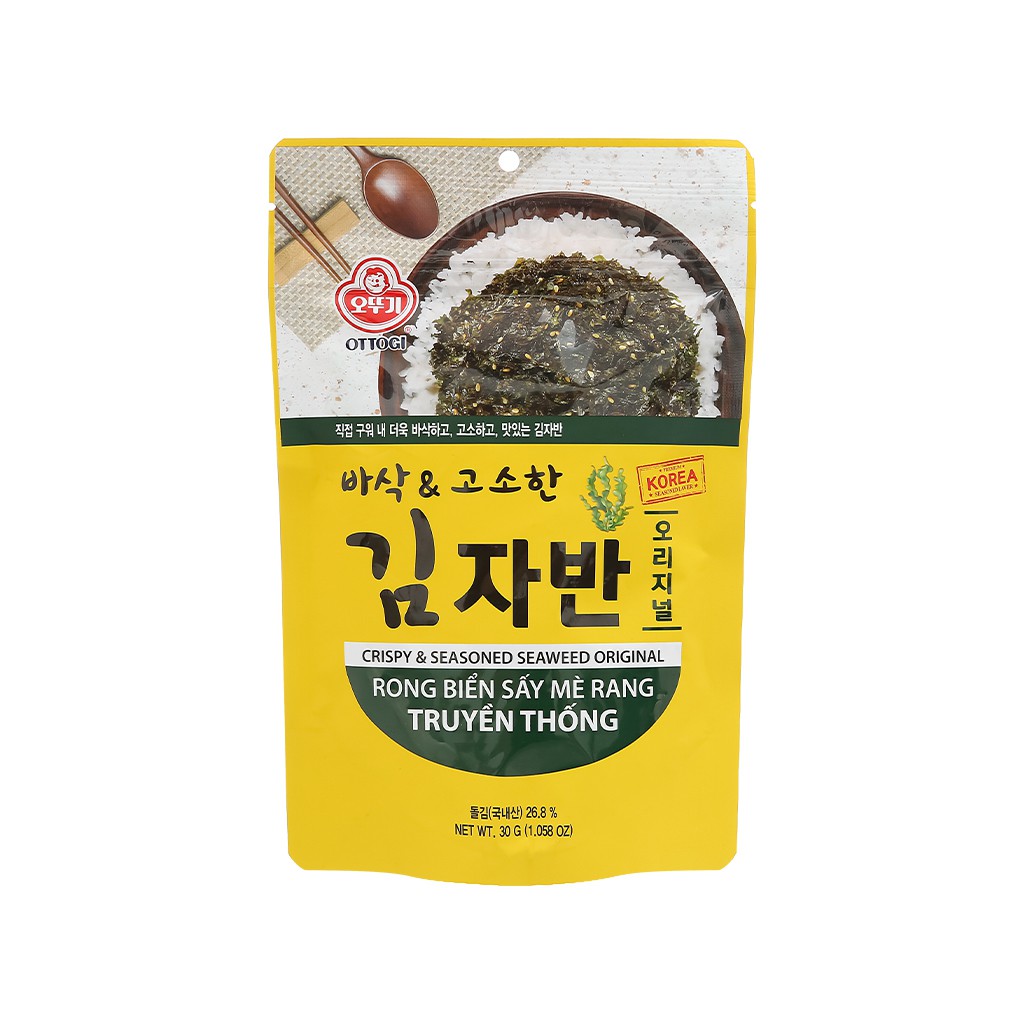 오뚜기
OTTOGI
직접 구워 내 더욱 바삭하고, 고소하고, 맛있는 김자반
바삭 & 고소한
PREMIUM
KOREA
SEASONED LAVER
김자반
오리지널
CRISPY & SEASONED SEAWEED ORIGINAL
RONG BIỂN SẤY MÈ RANG
TRUYỀN THỐNG
돌김(국내산) 26.8 %
NET WT. 30 G (1.058 OZ)